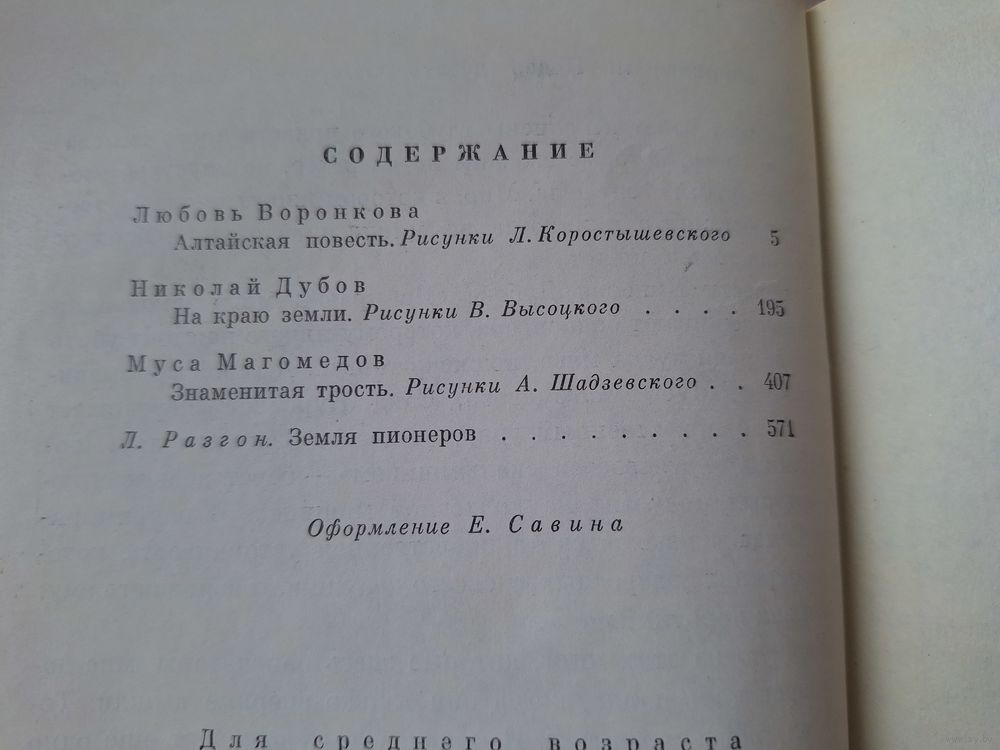 СОДЕРЖАНИЕ
Любовь Воронкова
Алтайская повесть. Рисунки Л. Коростышевского 5
Николай Дубов
На краю земли. Рисунки В. Высоцкого . . . . 195
Муса Магомедов
Знаменитая трость. Рисунки А. Шадзевского . . 407
Л. Разгон. Земля пионеров . . . . . . . . . 571
Оформление Е. Савина
Для среднего возраста